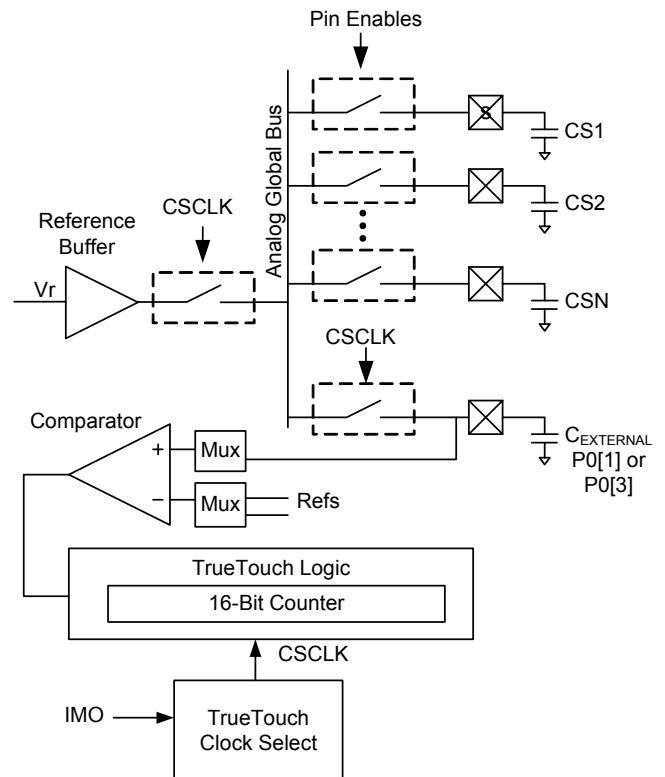 Pin Enables
S
CS1
Analog Global Bus
CS2
Reference
Buffer
CSCLK
Vr
CSN
CSCLK
Comparator
+
Mux
CEXTERNAL
P0[1] or
P0[3]
−
Mux
Refs
TrueTouch Logic
16-Bit Counter
CSCLK
IMO
TrueTouch
Clock Select